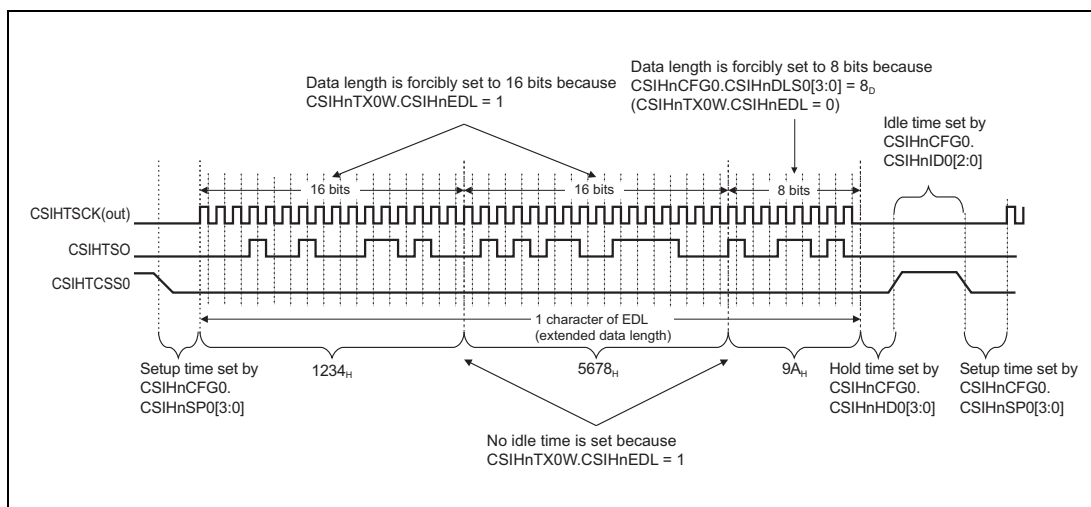 Data length is forcibly set to 16 bits because
CSIHnTX0W.CSIHnEDL = 1
Data length is forcibly set to 8 bits because
CSIHnCFG0.CSIHnDLS0[3:0] = 8D
(CSIHnTX0W.CSIHnEDL = 0)
Idle time set by
CSIHnCFG0.
CSIHnID0[2:0]
16 bits
16 bits
8 bits
CSIHTSCK(out)
CSIHTSO
CSIHTCSS0
1 character of EDL
(extended data length)
Setup time set by
CSIHnCFG0.
CSIHnSP0[3:0]
1234H
5678H
9AH
Hold time set by
CSIHnCFG0.
CSIHnHD0[3:0]
Setup time set by
CSIHnCFG0.
CSIHnSP0[3:0]
No idle time is set because
CSIHnTX0W.CSIHnEDL = 1